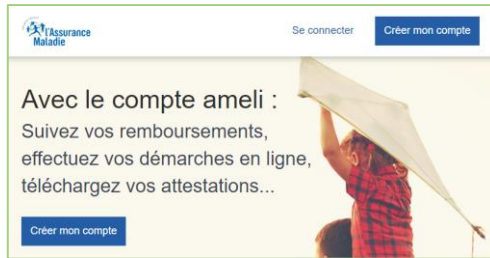 l'Assurance
Maladie
Se connecter
Créer mon compte
Avec le compte ameli :
Suivez vos remboursements,
effectuez vos démarches en ligne,
téléchargez vos attestations...
Créer mon compte